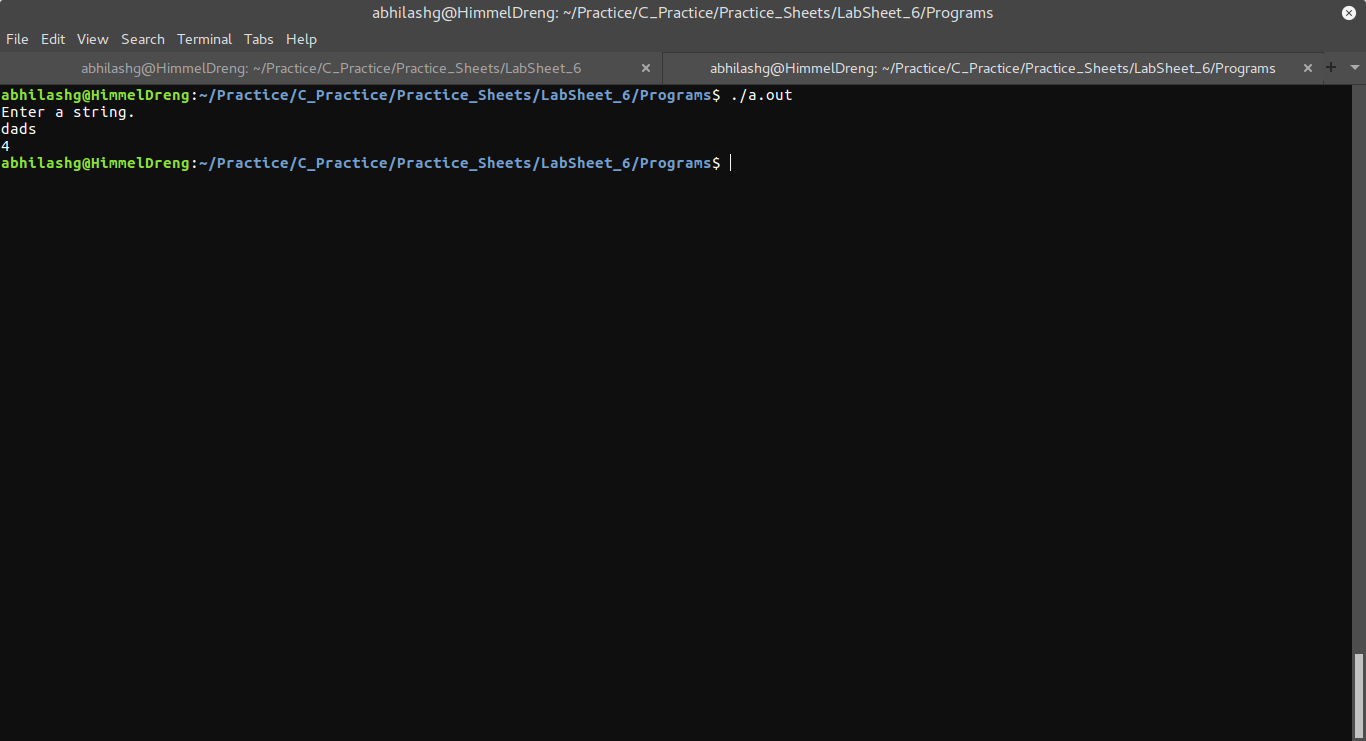 abhilashg@HimmelDreng: ~/Practice/C_Practice/Practice_Sheets/LabSheet_6/Programs
File Edit View Search Terminal Tabs Help
abhilashg@HimmelDreng: ~/Practice/C_Practice/Practice_Sheets/LabSheet_6 abhilashg@HimmelDreng: ~/Practice/C_Practice/Practice_Sheets/LabSheet_6/Programs
abhilashg@HimmelDreng:~/Practice/C_Practice/Practice_Sheets/LabSheet_6/Programs$ ./a.out
Enter a string.
dads
4
abhilashg@HimmelDreng:~/Practice/C_Practice/Practice_Sheets/LabSheet_6/Programs$